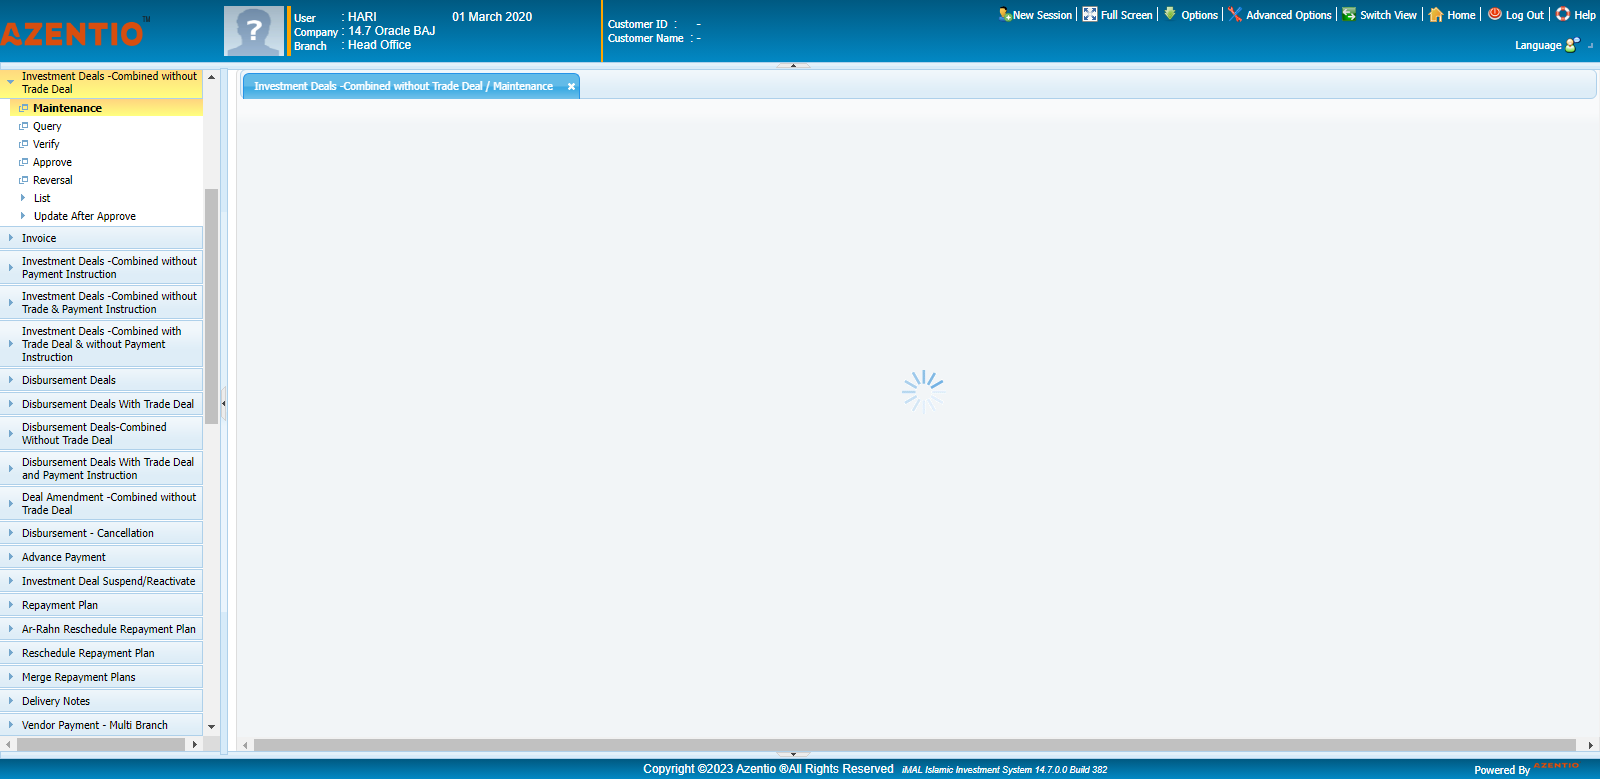 AZENTIO TM
User : HARI 01 March 2020
Company : 14.7 Oracle BAJ
Branch : Head Office
Customer ID : -
Customer Name : -
New Session Full Screen Options Advanced Options Switch View Home Log Out Help
Language
Investment Deals -Combined without
Trade Deal
Maintenance
Query
Verify
Approve
Reversal
List
Update After Approve
Invoice
Investment Deals -Combined without
Payment Instruction
Investment Deals -Combined without
Trade & Payment Instruction
Investment Deals -Combined with
Trade Deal & without Payment
Instruction
Disbursement Deals
Disbursement Deals With Trade Deal
Disbursement Deals-Combined
Without Trade Deal
Disbursement Deals With Trade Deal
and Payment Instruction
Deal Amendment -Combined without
Trade Deal
Disbursement - Cancellation
Advance Payment
Investment Deal Suspend/Reactivate
Repayment Plan
Ar-Rahn Reschedule Repayment Plan
Reschedule Repayment Plan
Merge Repayment Plans
Delivery Notes
Vendor Payment - Multi Branch
Investment Deals -Combined without Trade Deal / Maintenance
Copyright ©2023 Azentio ®All Rights Reserved iMAL Islamic Investment System 14.7.0.0 Build 382
Powered By AZENTIO